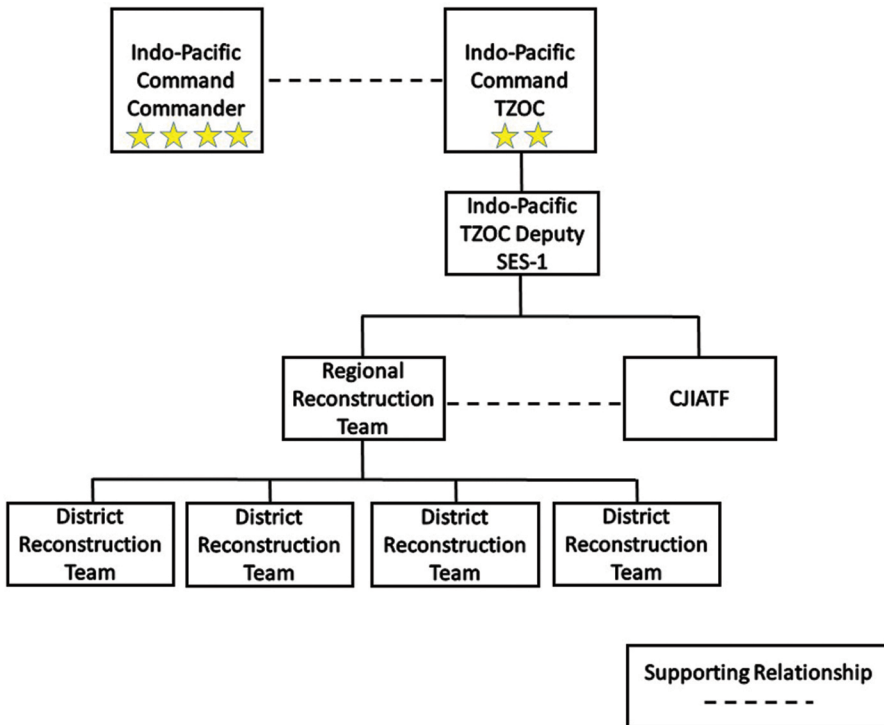 Indo-Pacific
Command
Commander
Indo-Pacific
Command
TZOC
Indo-Pacific
TZOC Deputy
SES-1
Regional
Reconstruction
Team
CJIATF
District
Reconstruction
Team
District
Reconstruction
Team
District
Reconstruction
Team
District
Reconstruction
Team
Supporting Relationship